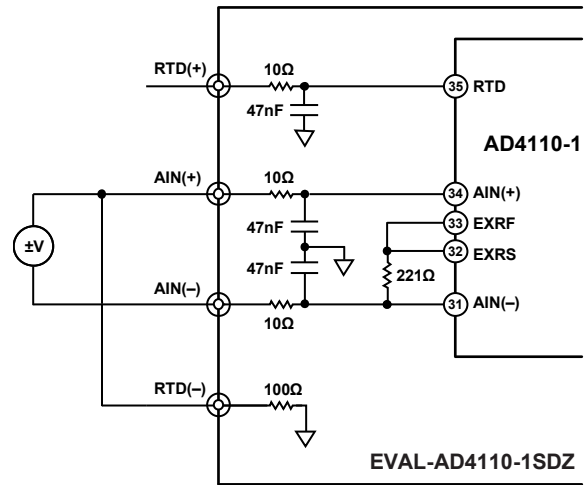 RTD(+)
10Ω
47nF
35 RTD
AD4110-1
AIN(+)
10Ω
34 AIN(+)
47nF
33 EXRF
±V
47nF
32 EXRS
221Ω
AIN(–)
10Ω
31 AIN(–)
RTD(–)
100Ω
EVAL-AD4110-1SDZ